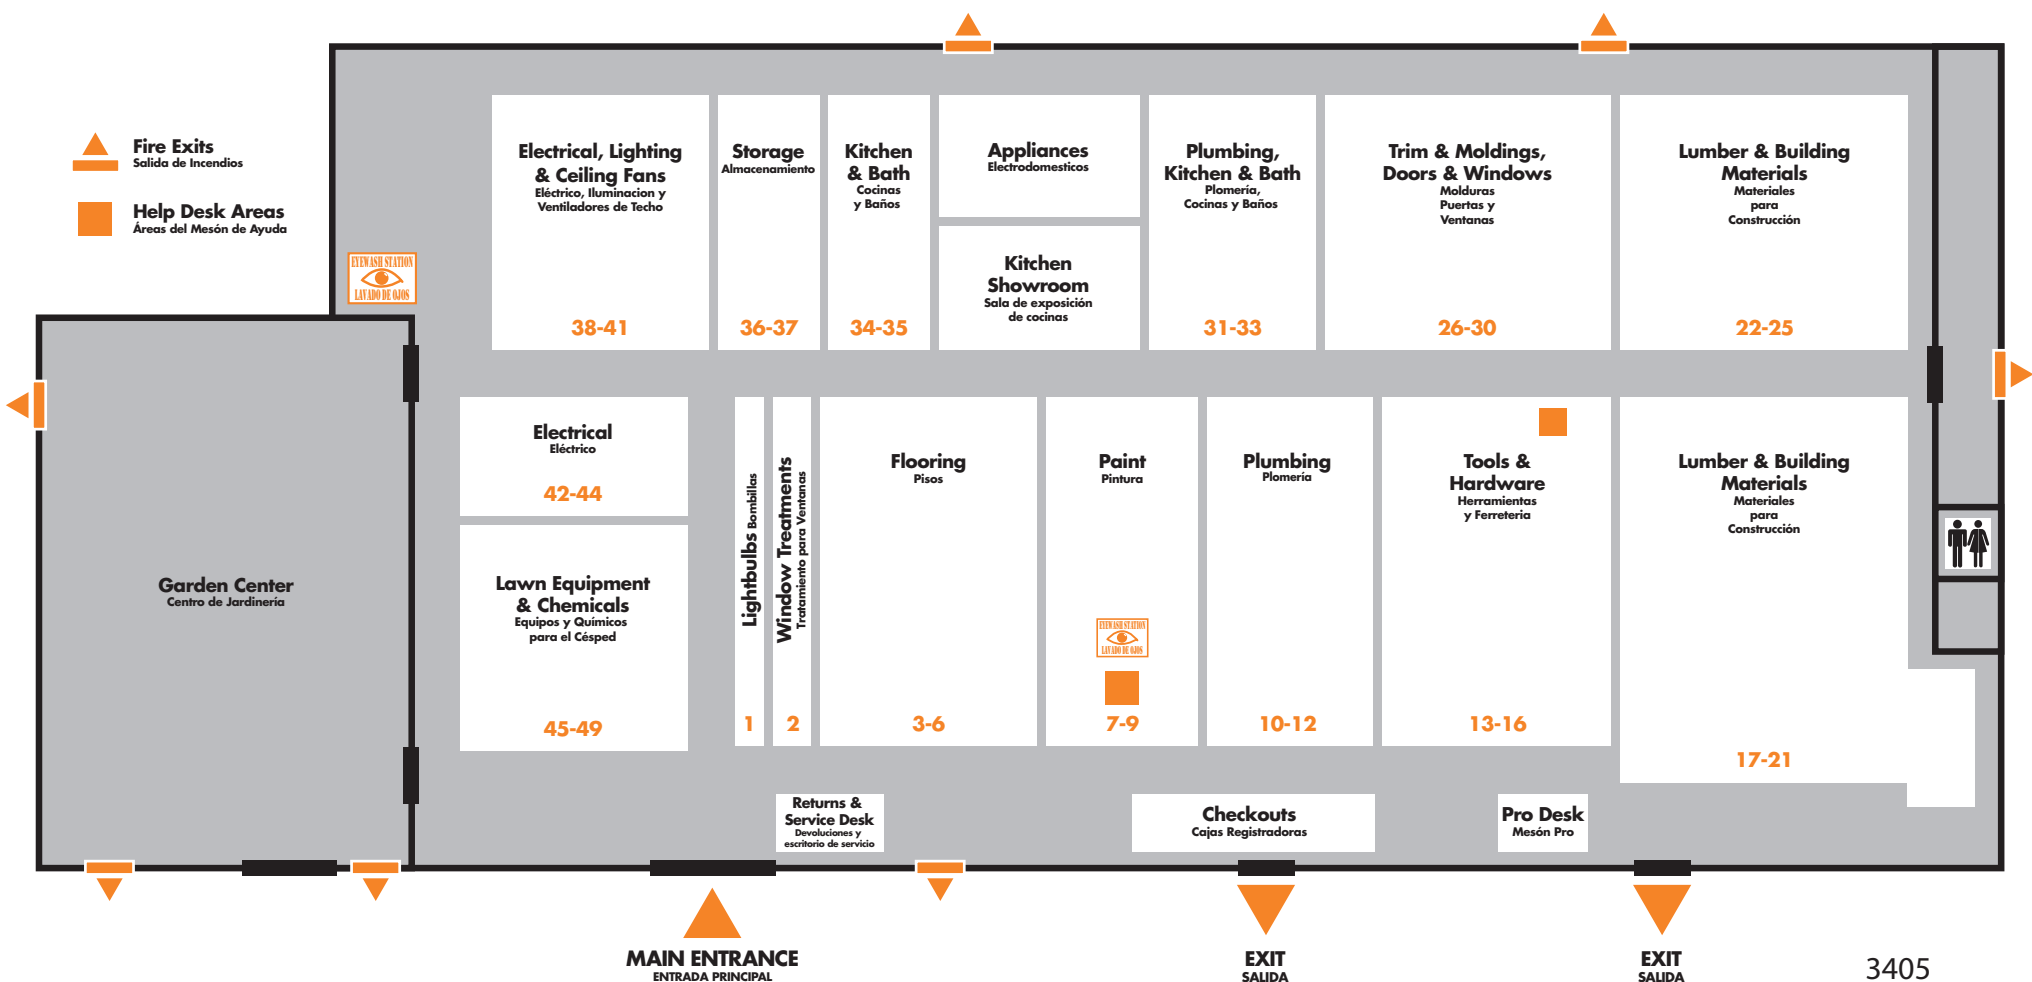 Fire Exits
Salida de Incendios
Help Desk Areas
Áreas del Mesón de Ayuda
EYEWASH STATION
LAVADO DE OJOS
Electrical, Lighting
& Ceiling Fans
Eléctrico, Iluminacion y
Ventiladores de Techo
38-41
Storage
Almacenamiento
36-37
Kitchen
& Bath
Cocinas
y Baños
34-35
Appliances
Electrodomesticos
Kitchen
Showroom
Sala de exposición
de cocinas
Plumbing,
Kitchen & Bath
Plomería,
Cocinas y Baños
31-33
Trim & Moldings,
Doors & Windows
Molduras
Puertas y
Ventanas
26-30
Lumber & Building
Materials
Materiales
para
Construcción
22-25
Garden Center
Centro de Jardinería
Electrical
Eléctrico
42-44
Lawn Equipment
& Chemicals
Equipos y Químicos
para el Césped
45-49
Lightbulbs Bombillas
1
Window Treatments
Tratamiento para Ventanas
2
Flooring
Pisos
3-6
Paint
Pintura
EYEWASH STATION
LAVADO DE OJOS
7-9
Plumbing
Plomería
10-12
Tools &
Hardware
Herramientas
y Ferreteria
13-16
Lumber & Building
Materials
Materiales
para
Construcción
17-21
Returns &
Service Desk
Devoluciones y
escritorio de servicio
Checkouts
Cajas Registradoras
Pro Desk
Mesón Pro
MAIN ENTRANCE
ENTRADA PRINCIPAL
EXIT
SALIDA
EXIT
SALIDA
3405